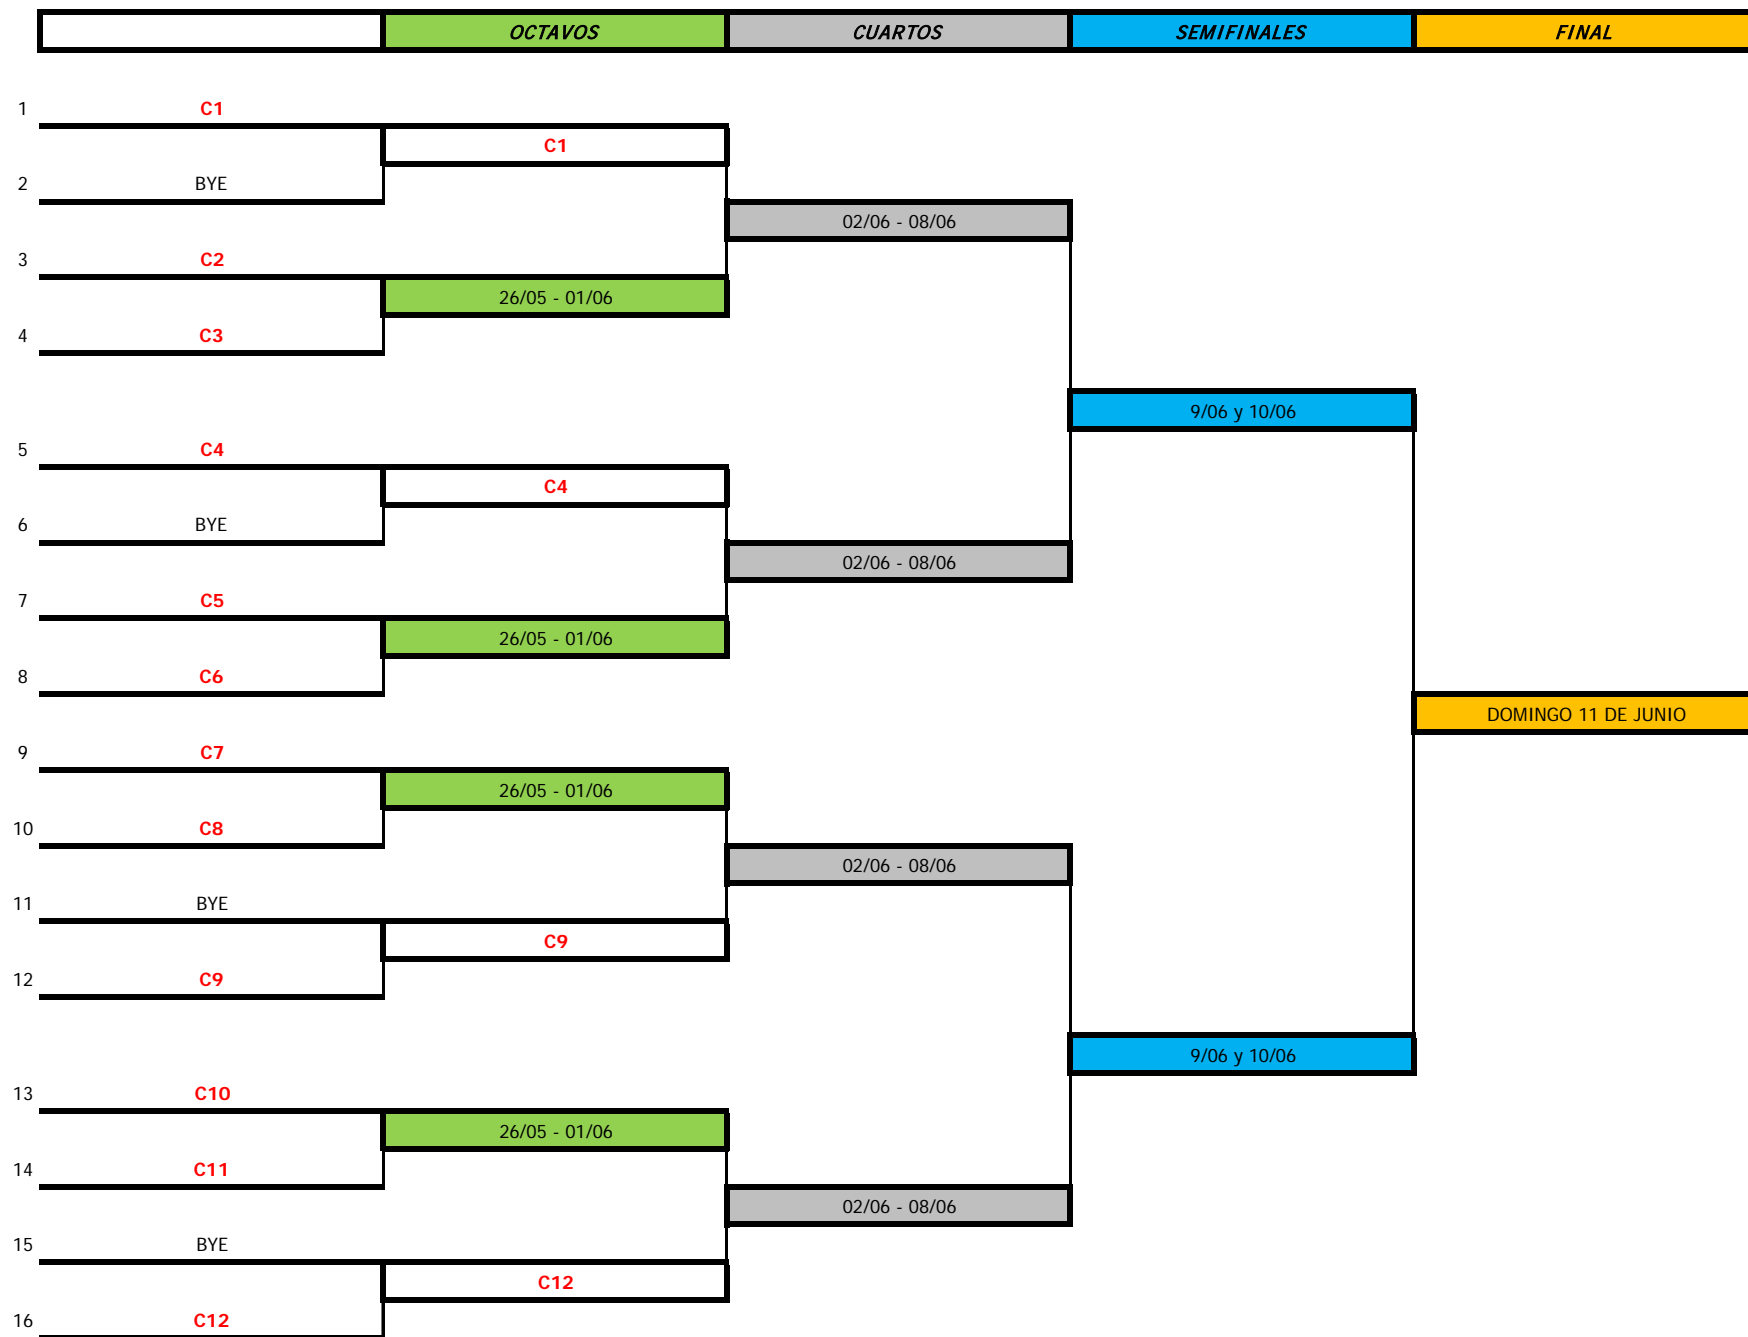 OCTAVOS CUARTOS SEMIFINALES FINAL
1 C1
C1
2 BYE
02/06 - 08/06
3 C2
26/05 - 01/06
4 C3
9/06 y 10/06
5 C4
C4
6 BYE
02/06 - 08/06
7 C5
26/05 - 01/06
8 C6
DOMINGO 11 DE JUNIO
9 C7
26/05 - 01/06
10 C8
02/06 - 08/06
11 BYE
C9
12 C9
9/06 y 10/06
13 C10
26/05 - 01/06
14 C11
02/06 - 08/06
15 BYE
C12
16 C12